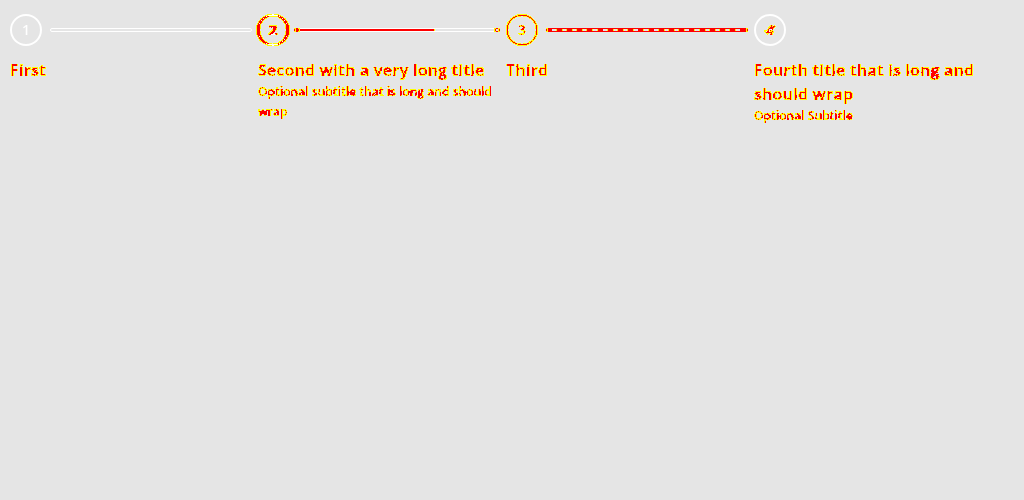 1
2
3
4
First
Second with a very long title
Optional subtitle that is long and should
wrap
Third
Fourth title that is long and
should wrap
Optional Subtitle